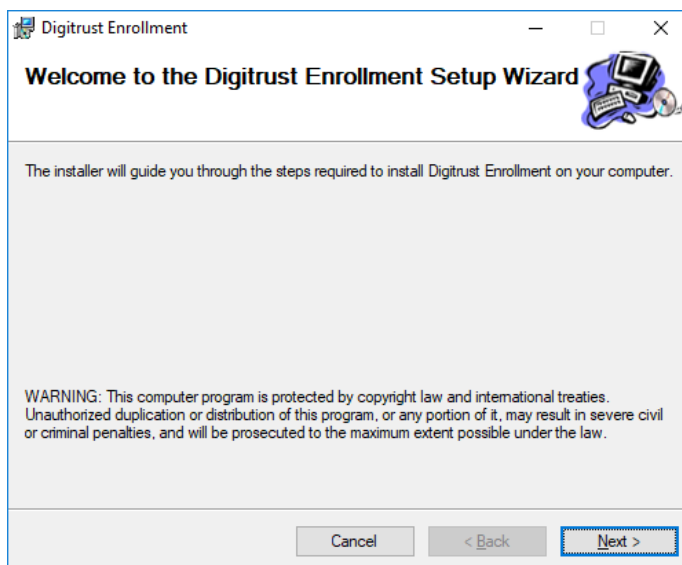 Digitrust Enrollment
Welcome to the Digitrust Enrollment Setup Wizard
The installer will guide you through the steps required to install Digitrust Enrollment on your computer.
WARNING: This computer program is protected by copyright law and international treaties.
Unauthorized duplication or distribution of this program, or any portion of it, may result in severe civil
or criminal penalties, and will be prosecuted to the maximum extent possible under the law.
Cancel
< Back
Next >